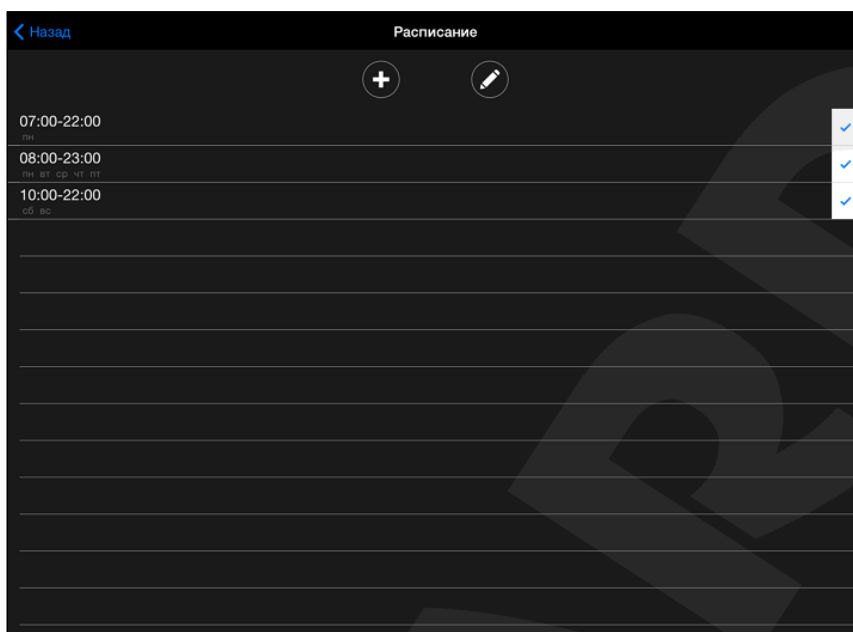 Назад
Расписание
07:00-22:00
пн
08:00-23:00
пн вт ср чт пт
10:00-22:00
сб вс